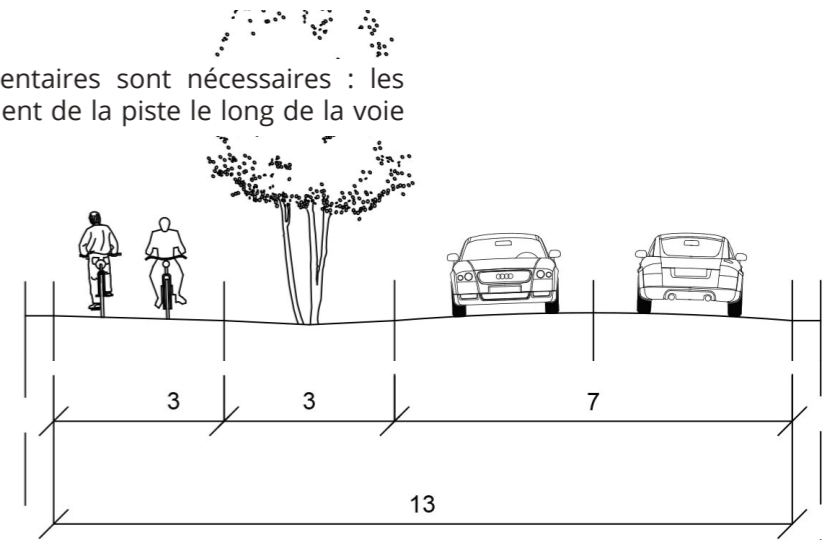 entaires sont nécessaires : les
ent de la piste le long de la voie
3 3 7
13